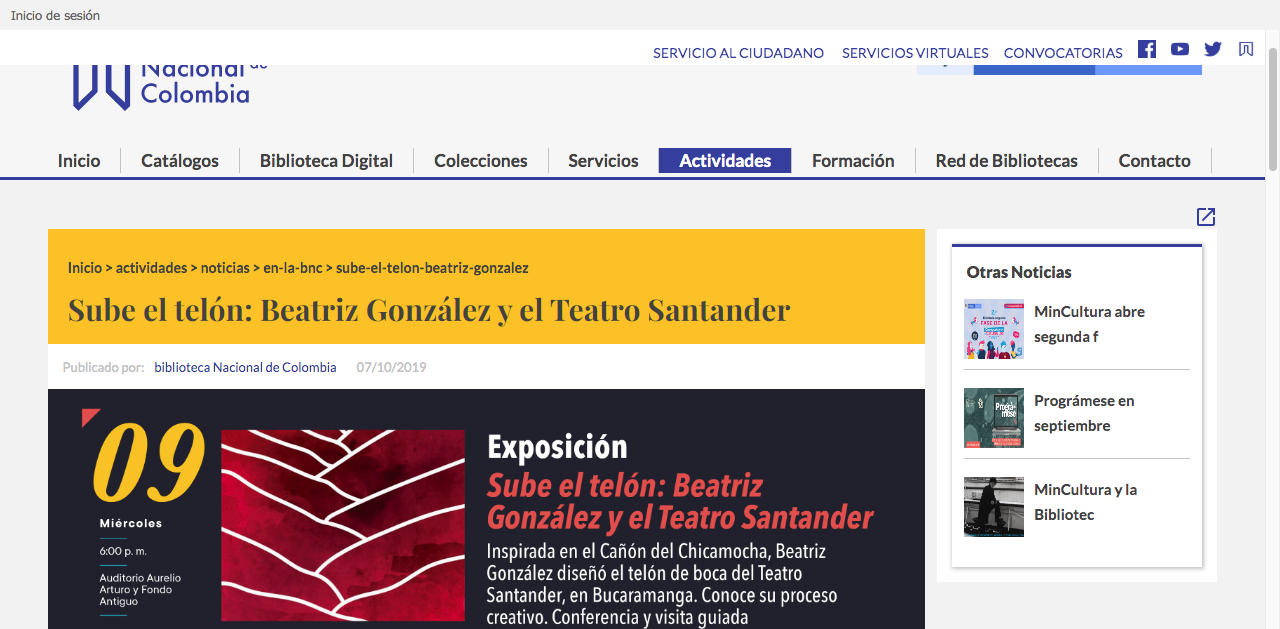 Inicio de sesión
SERVICIO AL CIUDADANO SERVICIOS VIRTUALES CONVOCATORIAS
Nacional de
Colombia
Inicio Catálogos Biblioteca Digital Colecciones Servicios Actividades Formación Red de Bibliotecas Contacto
Inicio > actividades > noticias > en-la-bnc > sube-el-telon-beatriz-gonzalez
Sube el telón: Beatriz González y el Teatro Santander
Publicado por: biblioteca Nacional de Colombia 07/10/2019
09
Miércoles
6:00 p. m.
Auditorio Aurelio
Arturo y Fondo
Antiguo
Exposición
Sube el telón: Beatriz
González y el Teatro Santander
Inspirada en el Cañón del Chicamocha, Beatriz
González diseñó el telón de boca del Teatro
Santander, en Bucaramanga. Conoce su proceso
creativo. Conferencia y visita guiada
Otras Noticias
MinCultura abre
segunda f
Prográmese en
septiembre
Prográ-
mese
MinCultura y la
Bibliotec